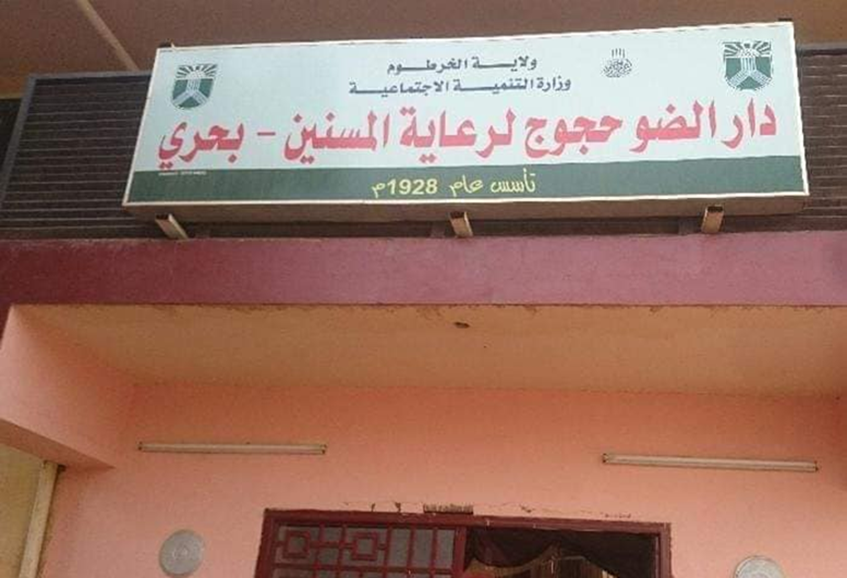 ولاية الخرطوم
وزارة التنمية الاجتماعية
دار الضو حجوج لرعاية المسنين - بحري
تأسس عام 1928م